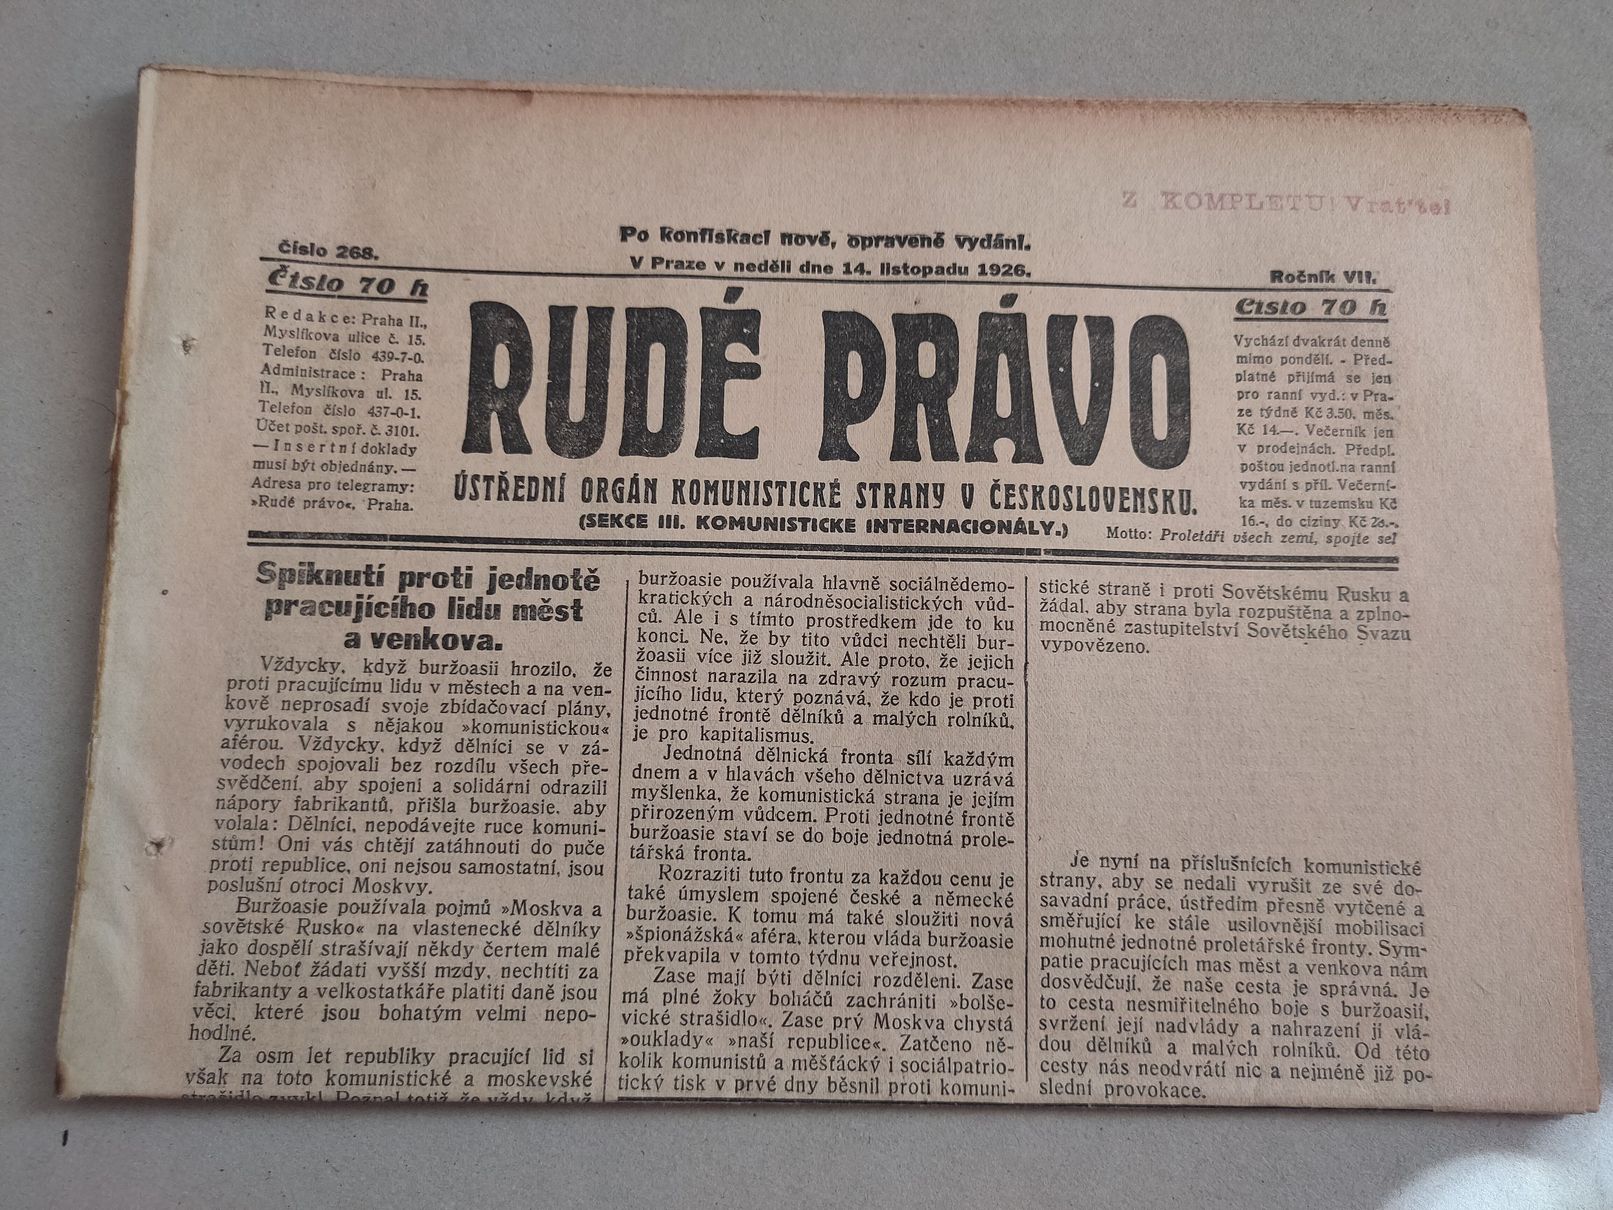 Z KOMPLETU! Vraťte!
Po konfiskaci nové, opravené vydání.
číslo 268.
V Praze v neděli dne 14. listopadu 1926.
Ročník VII.
Číslo 70 h
Redakce: Praha II.,
Myslíkova ulice č. 15.
Telefon číslo 439-7-0.
Administrace: Praha
II., Myslíkova ul. 15.
Telefon číslo 437-0-1.
Účet pošt. spoř. č. 3101.
— Insertní doklady
musí být objednány. —
Adresa pro telegramy:
»Rudé právo«, Praha.
RUDÉ PRÁVO
ÚSTŘEDNÍ ORGÁN KOMUNISTICKÉ STRANY V ČESKOSLOVENSKU.
(SEKCE III. KOMUNISTICKE INTERNACIONÁLY.)
Motto: Proletáři všech zemí, spojte se!
Číslo 70 h
Vychází dvakrát denně
mimo pondělí. - Před-
platné přijímá se jen
pro ranní vyd.: v Pra-
ze týdně Kč 3.50, měs.
Kč 14.—. Večerník jen
v prodejnách. Předpl.
poštou jednotl. na ranní
vydání s příl. Večerní-
ka měs. v tuzemsku Kč
16.-, do ciziny Kč
Spiknutí proti jednotě
pracujícího lidu měst
a venkova.
Vždycky, když buržoasii hrozilo, že
proti pracujícímu lidu v městech a na ven-
kově neprosadí svoje zbídačovací plány,
vyrukovala s nějakou »komunistickou«
aférou. Vždycky, když dělníci se v zá-
vodech spojovali bez rozdílu všech pře-
svědčení, aby spojeni a solidárni odrazili
nápory fabrikantů, přišla buržoasie, aby
volala: Dělníci, nepodávejte ruce komuni-
stům! Oni vás chtějí zatáhnouti do puče
proti republice, oni nejsou samostatní, jsou
poslušní otroci Moskvy.
Buržoasie používala pojmů »Moskva a
sovětské Rusko« na vlastenecké dělníky
jako dospělí strašívají někdy čertem malé
děti. Neboť žádati vyšší mzdy, nechtíti za
fabrikanty a velkostatkáře platiti daně jsou
věci, které jsou bohatým velmi nepo-
hodlné.
Za osm let republiky pracující lid si
však na toto komunistické a moskevské
strašidlo zvykl. Poznal totiž, že vždy, když
buržoasie používala hlavně sociálnědemo-
kratických a národněsocialistických vůd-
ců. Ale i s tímto prostředkem jde to ku
konci. Ne, že by tito vůdci nechtěli bur-
žoasii více již sloužit. Ale proto, že jejich
činnost narazila na zdravý rozum pracu-
jícího lidu, který poznává, že kdo je proti
jednotné frontě dělníků a malých rolníků,
je pro kapitalismus.
Jednotná dělnická fronta sílí každým
dnem a v hlavách všeho dělnictva uzrává
myšlenka, že komunistická strana je jejím
přirozeným vůdcem. Proti jednotné frontě
buržoasie staví se do boje jednotná prole-
tářská fronta.
Rozraziti tuto frontu za každou cenu je
také úmyslem spojené české a německé
buržoasie. K tomu má také sloužiti nová
»špionážská« aféra, kterou vláda buržoasie
překvapila v tomto týdnu veřejnost.
Zase mají býti dělníci rozděleni. Zase
má plné žoky boháčů zachrániti »bolše-
vické strašidlo«. Zase prý Moskva chystá
»ouklady« »naší republice«. Zatčeno ně-
kolik komunistů a měšťácký i sociálpatrio-
tický tisk v prvé dny běsnil proti komuni-
stické straně i proti Sovětskému Rusku a
žádal, aby strana byla rozpuštěna a zplno-
mocněné zastupitelství Sovětského Svazu
vypovězeno.
Je nyní na příslušnících komunistické
strany, aby se nedali vyrušit ze své do-
savadní práce, ústředím přesně vytčené a
směřující ke stále usilovnější mobilisaci
mohutné jednotné proletářské fronty. Sym-
patie pracujících mas měst a venkova nám
dosvědčují, že naše cesta je správná. Je
to cesta nesmiřitelného boje s buržoasií,
svržení její nadvlády a nahrazení jí vlá-
dou dělníků a malých rolníků. Od této
cesty nás neodvrátí nic a nejméně již po-
slední provokace.